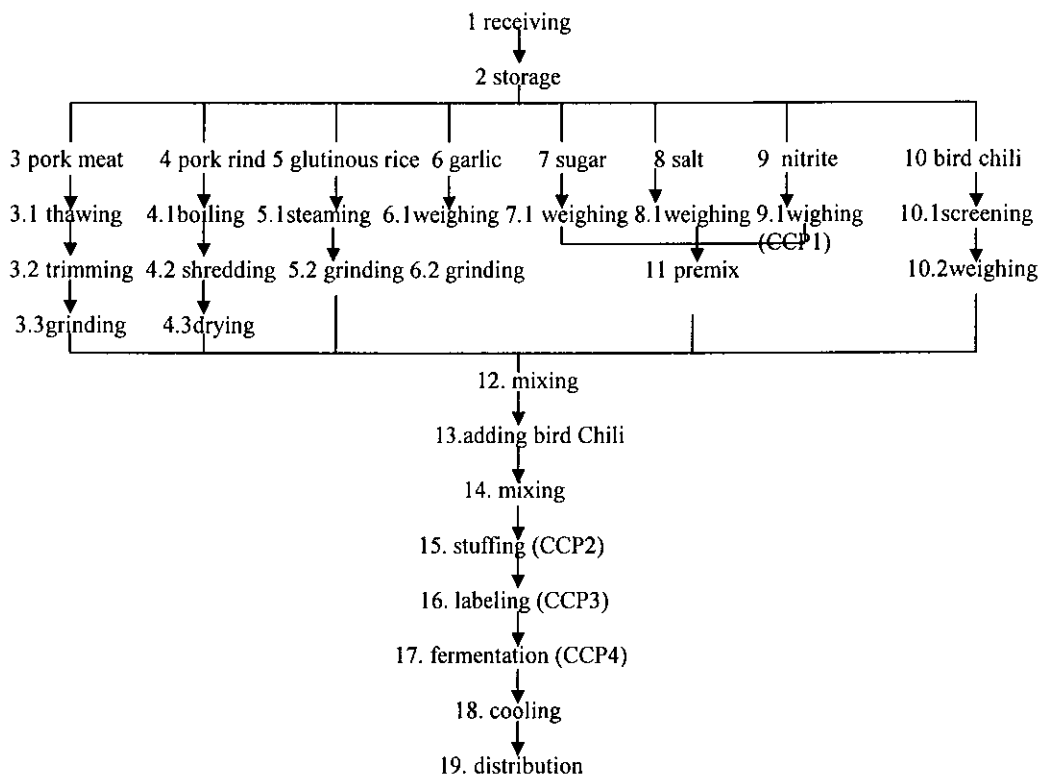 1 receiving
2 storage
3 pork meat 4 pork rind 5 glutinous rice 6 garlic 7 sugar 8 salt 9 nitrite 10 bird chili
3.1 thawing 4.1boiling 5.1steaming 6.1weighing 7.1 weighing 8.1weighing 9.1wighing 10.1screening
(CCP1)
3.2 trimming 4.2 shredding 5.2 grinding 6.2 grinding 11 premix 10.2weighing
3.3grinding 4.3drying
12. mixing
13.adding bird Chili
14. mixing
15. stuffing (CCP2)
16. labeling (CCP3)
17. fermentation (CCP4)
18. cooling
19. distribution